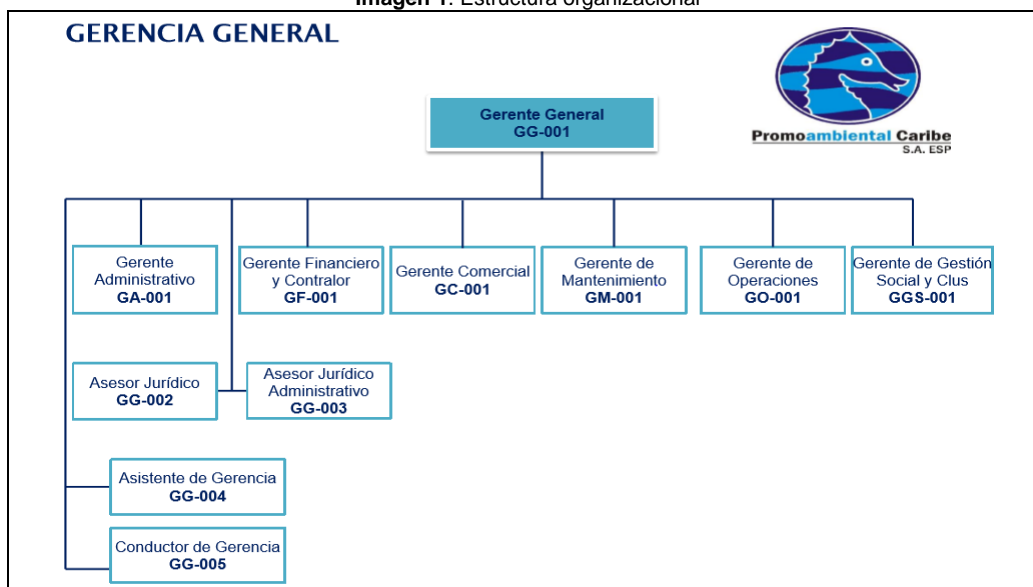 Imagen 1. Estructura organizacional
GERENCIA GENERAL
Promoambiental Caribe
S.A. ESP
Gerente General
GG-001
Gerente
Administrativo
GA-001
Gerente Financiero
y Contralor
GF-001
Gerente Comercial
GC-001
Gerente de
Mantenimiento
GM-001
Gerente de
Operaciones
GO-001
Gerente de Gestión
Social y Clus
GGS-001
Asesor Jurídico
GG-002
Asesor Jurídico
Administrativo
GG-003
Asistente de Gerencia
GG-004
Conductor de Gerencia
GG-005